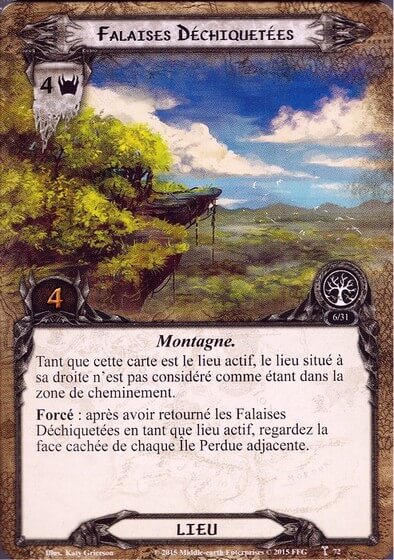 Falaises Déchiquetées
4
4
6/31
Montagne.
Tant que cette carte est le lieu actif, le lieu situé à
sa droite n'est pas considéré comme étant dans la
zone de cheminement.
Forcé : après avoir retourné les Falaises
Déchiquetées en tant que lieu actif, regardez la
face cachée de chaque Île Perdue adjacente.
LIEU
Illus. Katy Grierson
© 2015 Middle-earth Enterprises © 2015 FFG
72